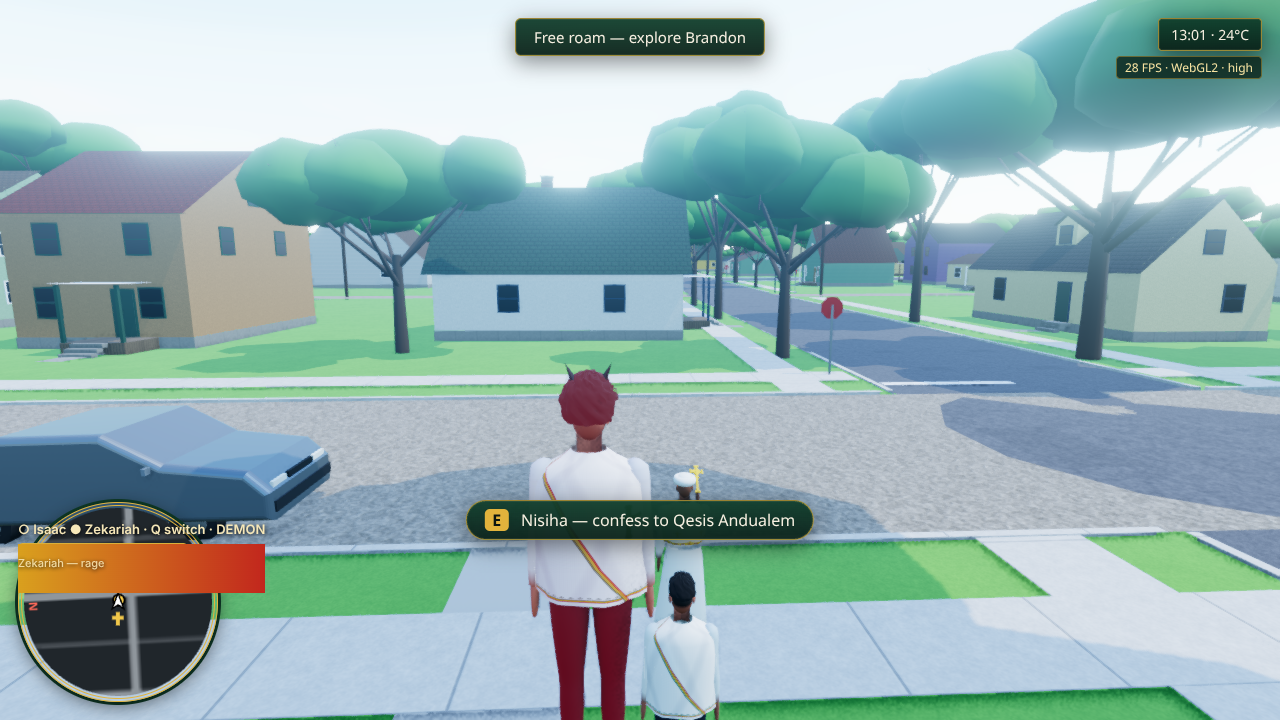 Free roam — explore Brandon
13:01 · 24°C
28 FPS · WebGL2 · high
E Nisiha — confess to Qesis Andualem
○ Isaac ● Zekariah · Q switch · DEMON
Zekariah — rage
N